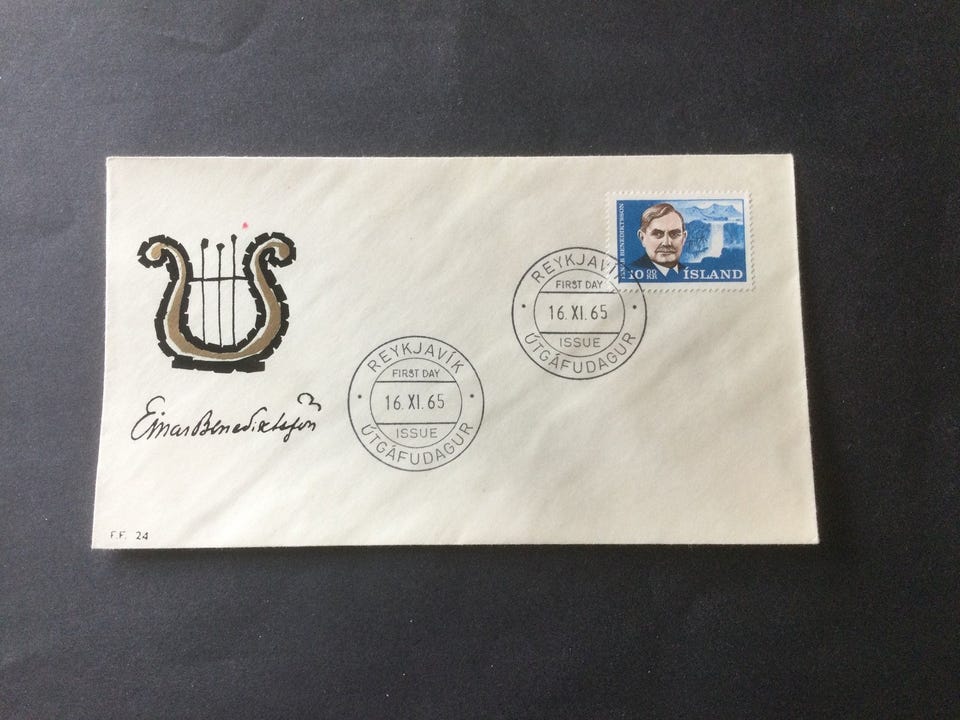 EINAR BENEDIKTSSON
10 00 KR ÍSLAND
REYKJAVÍK
FIRST DAY
16. XI. 65
ISSUE
ÚTGÁFUDAGUR
REYKJAVÍK
FIRST DAY
16. XI. 65
ISSUE
ÚTGÁFUDAGUR
Einar Benediktsson
F.F. 24